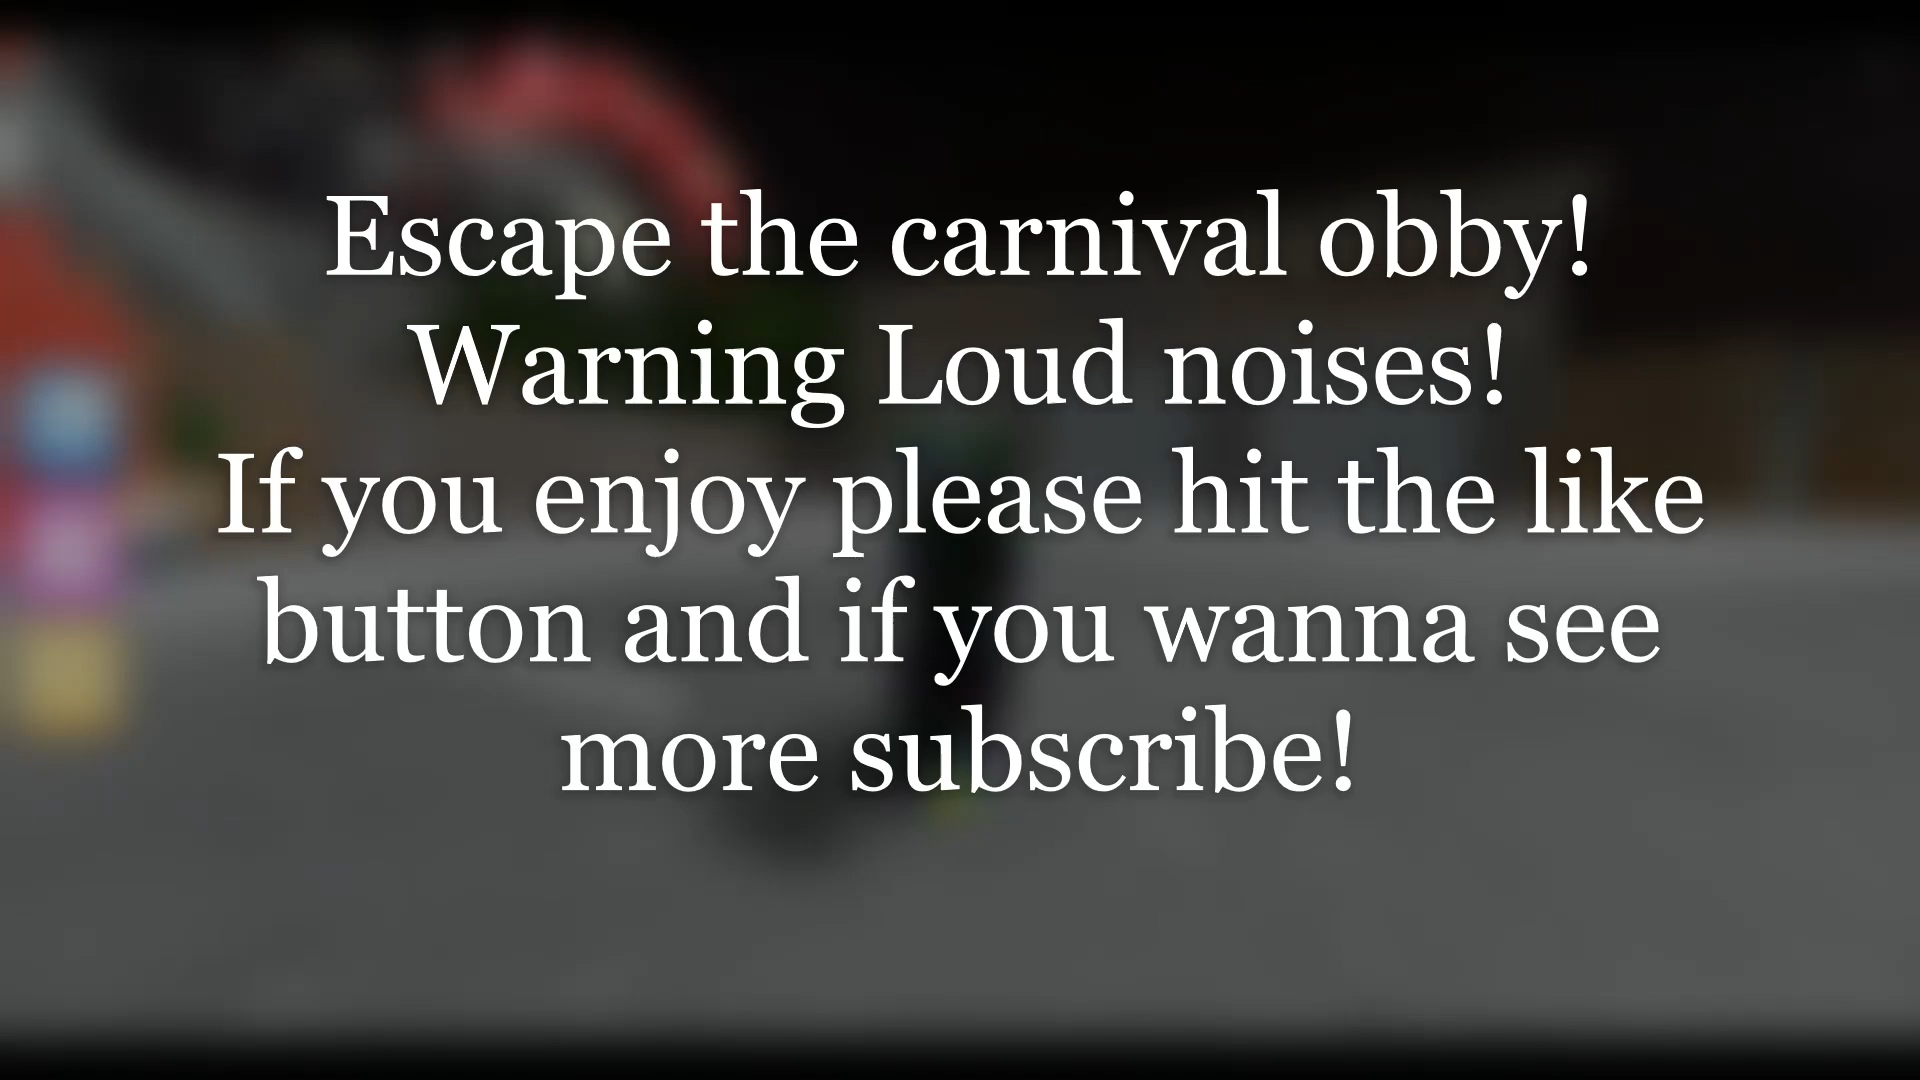 Escape the carnival obby!
Warning Loud noises!
If you enjoy please hit the like
button and if you wanna see
more subscribe!